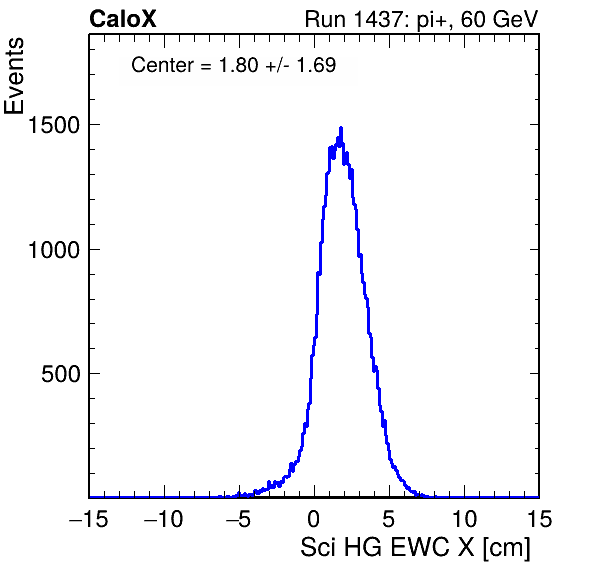 CaloX Run 1437: pi+, 60 GeV
Center = 1.80 +/- 1.69
Events
1500
1000
500
−15 −10 −5 0 5 10 15
Sci HG EWC X [cm]